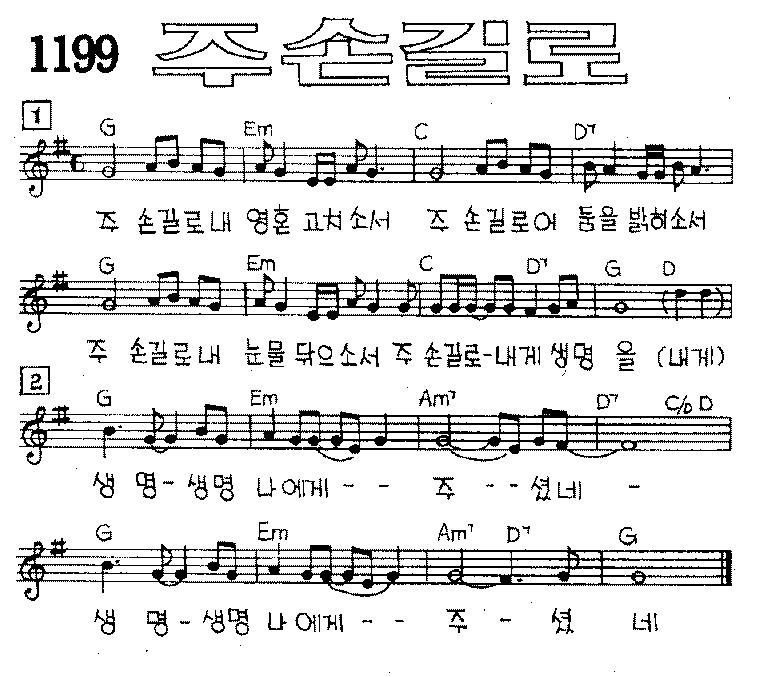 1199 주손길로
1
G Em C D7
주 손길로내 영혼 고쳐소서 주 손길로어 둠을 밝혀소서
G Em C D7 G D
주 손길로내 눈물 닦으소서 주 손길로-내게 생명 을 (내게)
2
G Em Am7 D7 C/D D
생 명- 생명 나에게 - - 주 - - 셨네 -
G Em Am7 D7 G
생 명- 생명 나에게 - - 주 - 셨 네